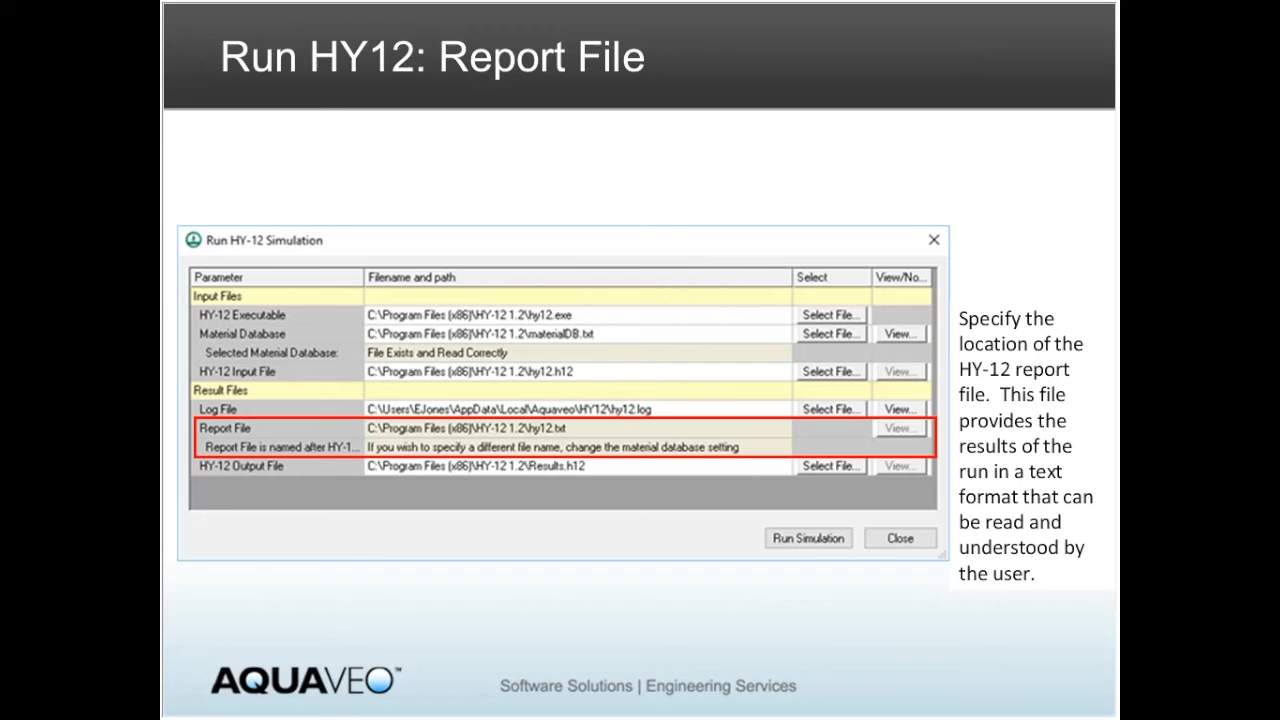 Run HY12: Report File
Run HY-12 Simulation
Parameter Filename and path Select View/No...
Input Files
HY-12 Executable C:\Program Files (x86)\HY-12 1.2\hy12.exe Select File...
Material Database C:\Program Files (x86)\HY-12 1.2\materialDB.txt Select File... View...
Selected Material Database: File Exists and Read Correctly
HY-12 Input File C:\Program Files (x86)\HY-12 1.2\hy12.h12 Select File... View...
Result Files
Log File C:\Users\EJones\AppData\Local\Aquaveo\HY12\hy12.log Select File... View...
Report File C:\Program Files (x86)\HY-12 1.2\hy12.txt View...
Report File is named after HY-1... If you wish to specify a different file name, change the material database setting
HY-12 Output File C:\Program Files (x86)\HY-12 1.2\Results.h12 Select File... View...
Run Simulation Close
Specify the
location of the
HY-12 report
file. This file
provides the
results of the
run in a text
format that can
be read and
understood by
the user.
AQUAVEO™
Software Solutions | Engineering Services